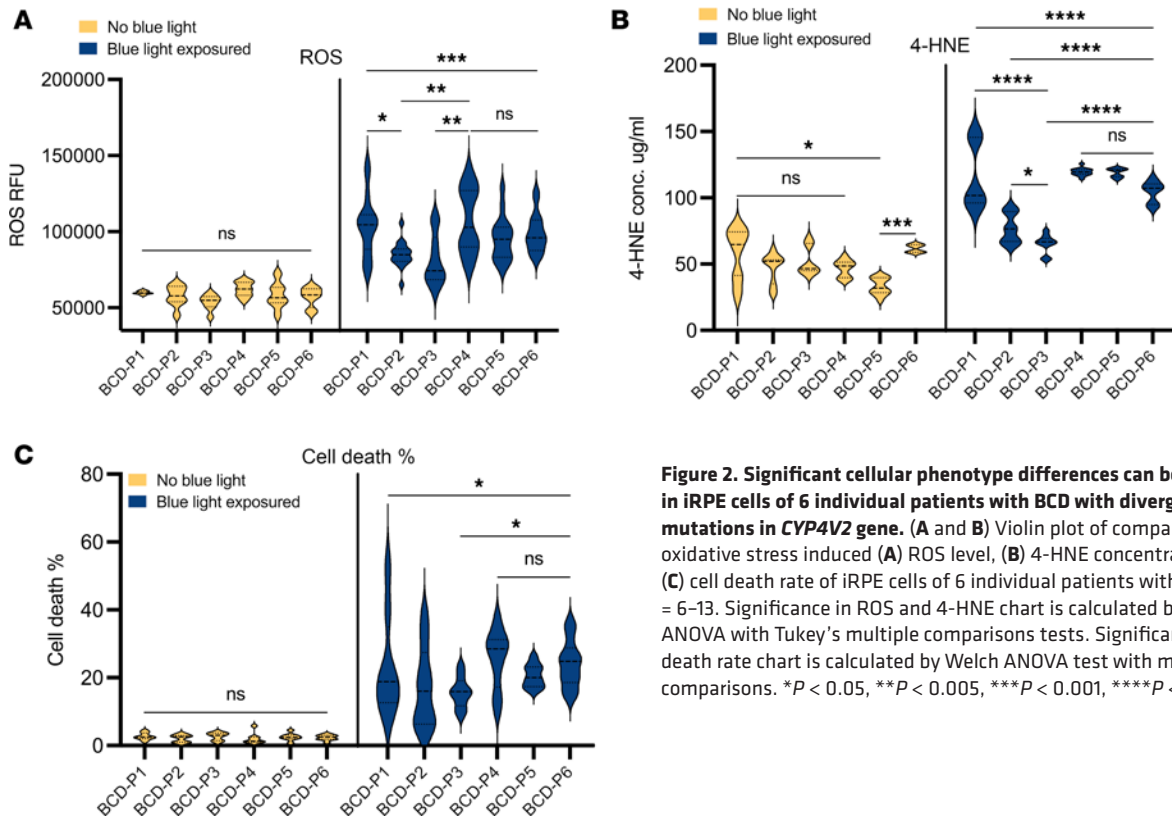 A
No blue light
Blue light exposured
ROS
***
**
ns
*
**
200000
150000
100000
50000
ROS RFU
ns
BCD-P1
BCD-P2
BCD-P3
BCD-P4
BCD-P5
BCD-P6
BCD-P1
BCD-P2
BCD-P3
BCD-P4
BCD-P5
BCD-P6
B
No blue light
Blue light exposured
4-HNE
****
****
****
****
ns
*
*
ns
***
200
150
100
50
0
4-HNE conc. ug/ml
BCD-P1
BCD-P2
BCD-P3
BCD-P4
BCD-P5
BCD-P6
BCD-P1
BCD-P2
BCD-P3
BCD-P4
BCD-P5
BCD-P6
C
Cell death %
No blue light
Blue light exposured
*
*
ns
80
60
40
20
0
Cell death %
ns
BCD-P1
BCD-P2
BCD-P3
BCD-P4
BCD-P5
BCD-P6
BCD-P1
BCD-P2
BCD-P3
BCD-P4
BCD-P5
BCD-P6
Figure 2. Significant cellular phenotype differences can b
in iRPE cells of 6 individual patients with BCD with diverg
mutations in CYP4V2 gene. (A and B) Violin plot of compa
oxidative stress induced (A) ROS level, (B) 4-HNE concentra
(C) cell death rate of iRPE cells of 6 individual patients with
= 6–13. Significance in ROS and 4-HNE chart is calculated b
ANOVA with Tukey's multiple comparisons tests. Significa
death rate chart is calculated by Welch ANOVA test with m
comparisons. *P < 0.05, **P < 0.005, ***P < 0.001, ****P <